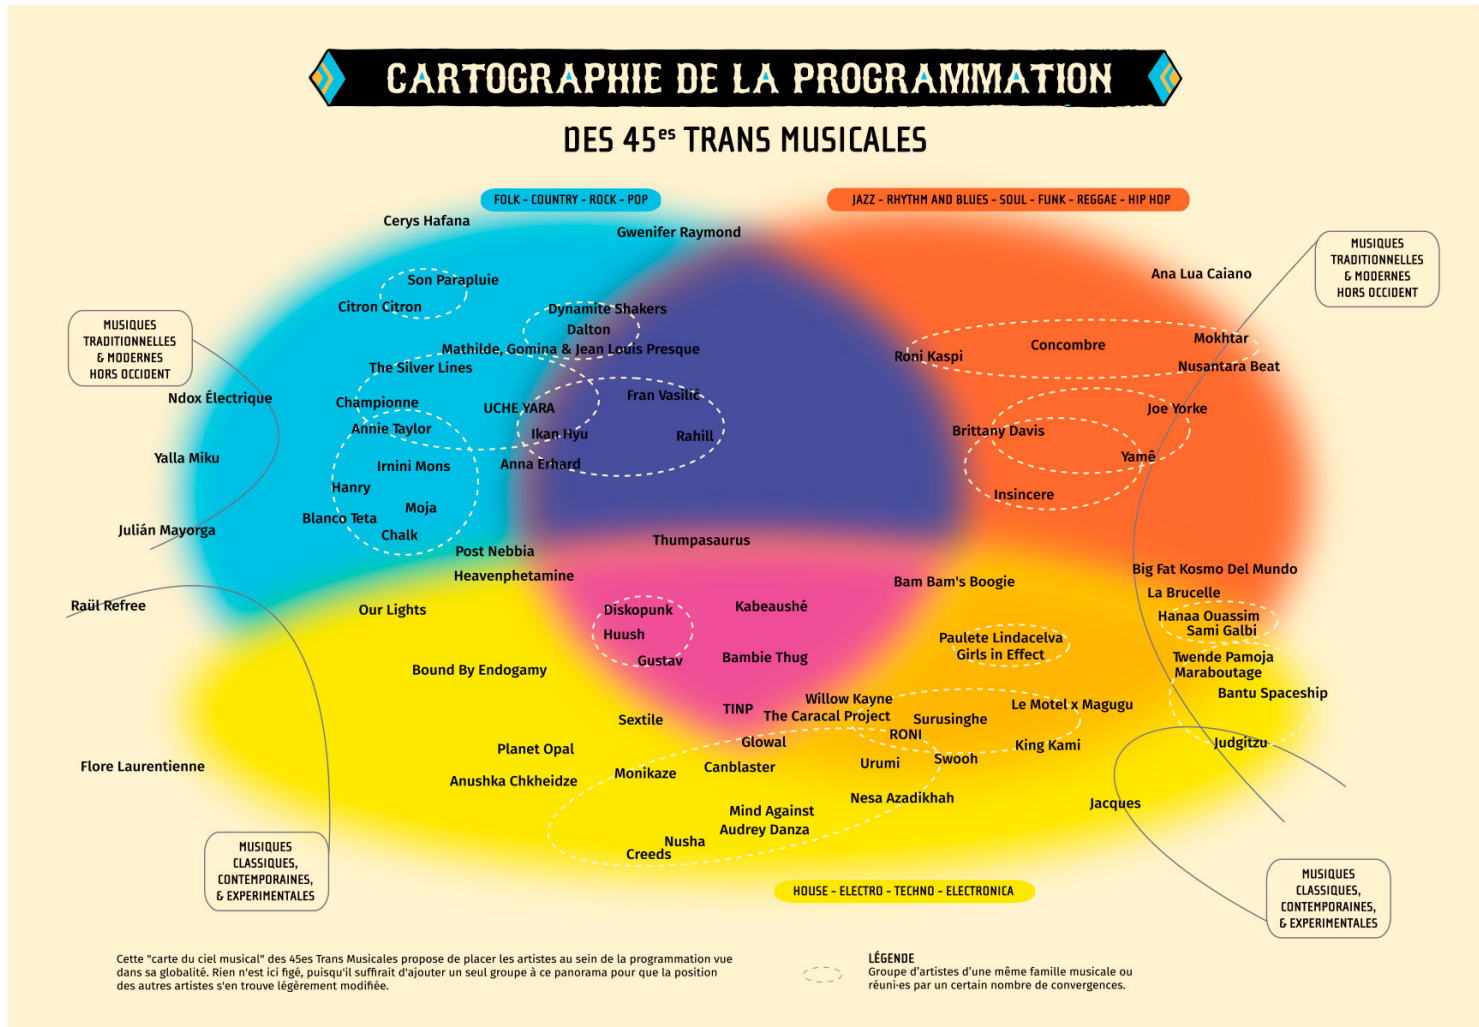 CARTOGRAPHIE DE LA PROGRAMMATION
DES 45es TRANS MUSICALES
FOLK - COUNTRY - ROCK - POP
JAZZ - RHYTHM AND BLUES - SOUL - FUNK - REGGAE - HIP HOP
Cerys Hafana
Gwenifer Raymond
MUSIQUES
TRADITIONNELLES
& MODERNES
HORS OCCIDENT
Ana Lua Caiano
Son Parapluie
Citron Citron
Dynamite Shakers
Dalton
Mathilde, Gomina & Jean Louis Presque
MUSIQUES
TRADITIONNELLES
& MODERNES
HORS OCCIDENT
Roni Kaspi
Concombre
Mokhtar
Nusantara Beat
The Silver Lines
Ndox Électrique
Championne
UCHE YARA
Fran Vasilić
Joe Yorke
Annie Taylor
Ikan Hyu
Rahill
Brittany Davis
Yalla Miku
Irnini Mons
Anna Erhard
Yamê
Hanry
Insincere
Moja
Blanco Teta
Julián Mayorga
Chalk
Post Nebbia
Thumpasaurus
Heavenphetamine
Bam Bam's Boogie
Big Fat Kosmo Del Mundo
La Brucelle
Raül Refree
Our Lights
Diskopunk
Kabeaushé
Hanaa Ouassim
Sami Galbi
Huush
Paulete Lindacelva
Girls in Effect
Gustav
Bambie Thug
Twende Pamoja
Maraboutage
Bound By Endogamy
Bantu Spaceship
Willow Kayne
TINP
The Caracal Project
Le Motel x Magugu
Sextile
Surusinghe
RONI
Planet Opal
Glowal
King Kami
Judgitzu
Flore Laurentienne
Anushka Chkheidze
Monikaze
Canblaster
Urumi
Swooh
Nesa Azadikhah
Jacques
Mind Against
Audrey Danza
Nusha
Creeds
MUSIQUES
CLASSIQUES,
CONTEMPORAINES,
& EXPERIMENTALES
HOUSE - ELECTRO - TECHNO - ELECTRONICA
MUSIQUES
CLASSIQUES,
CONTEMPORAINES,
& EXPERIMENTALES
Cette "carte du ciel musical" des 45es Trans Musicales propose de placer les artistes au sein de la programmation vue
dans sa globalité. Rien n'est ici figé, puisqu'il suffirait d'ajouter un seul groupe à ce panorama pour que la position
des autres artistes s'en trouve légèrement modifiée.
LÉGENDE
Groupe d'artistes d'une même famille musicale ou
réuni·es par un certain nombre de convergences.